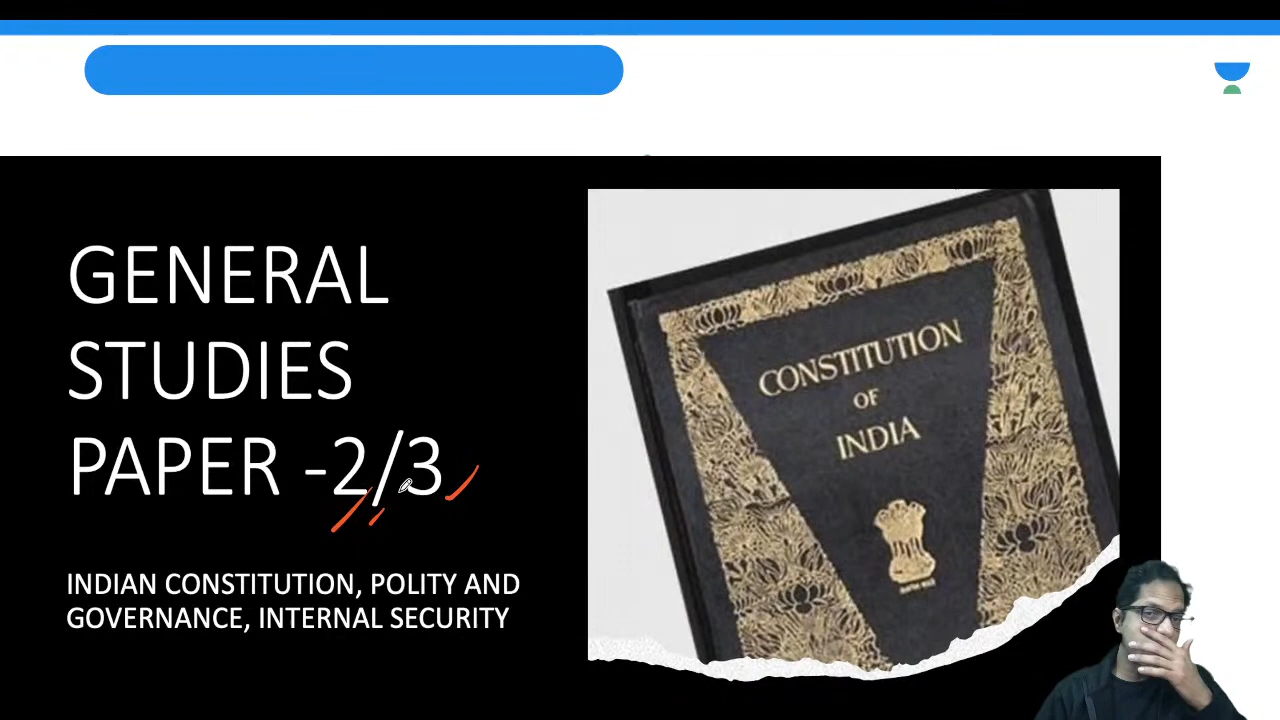 GENERAL
STUDIES
PAPER -2/3
INDIAN CONSTITUTION, POLITY AND
GOVERNANCE, INTERNAL SECURITY
CONSTITUTION
OF
INDIA